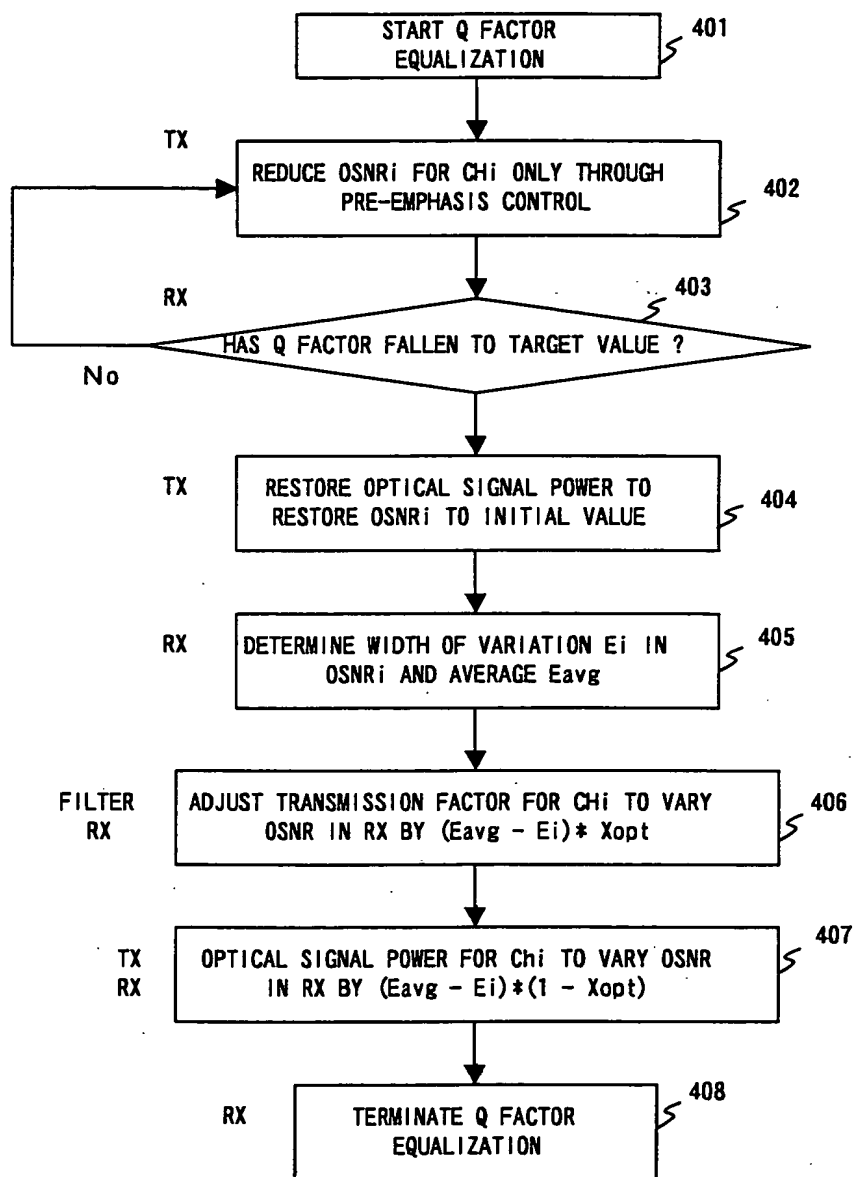 START Q FACTOR
EQUALIZATION
401
TX
REDUCE OSNRi FOR CHi ONLY THROUGH
PRE-EMPHASIS CONTROL
402
RX
403
HAS Q FACTOR FALLEN TO TARGET VALUE ?
No
TX
RESTORE OPTICAL SIGNAL POWER TO
RESTORE OSNRi TO INITIAL VALUE
404
RX
DETERMINE WIDTH OF VARIATION Ei IN
OSNRi AND AVERAGE Eavg
405
FILTER
RX
ADJUST TRANSMISSION FACTOR FOR CHi TO VARY
OSNR IN RX BY (Eavg - Ei)* Xopt
406
TX
RX
OPTICAL SIGNAL POWER FOR Chi TO VARY OSNR
IN RX BY (Eavg - Ei)*(1 - Xopt)
407
RX
TERMINATE Q FACTOR
EQUALIZATION
408